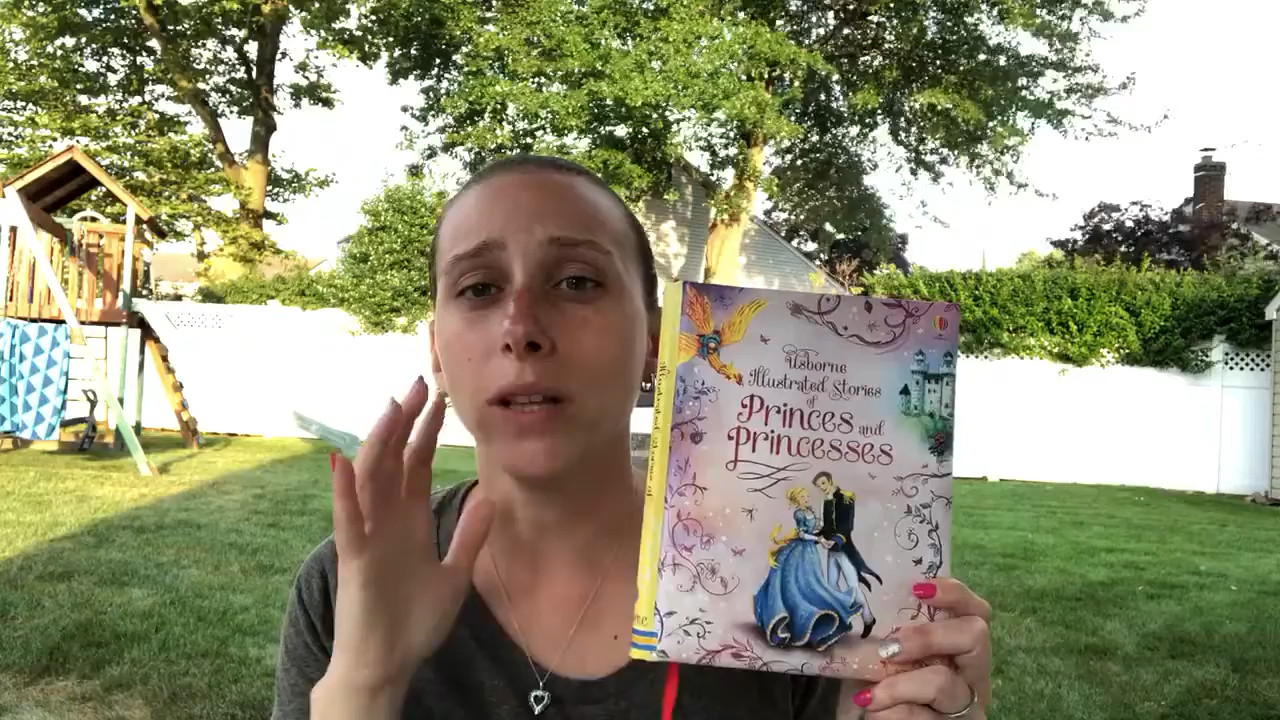 Usborne
Illustrated Stories
of
Princes and
Princesses